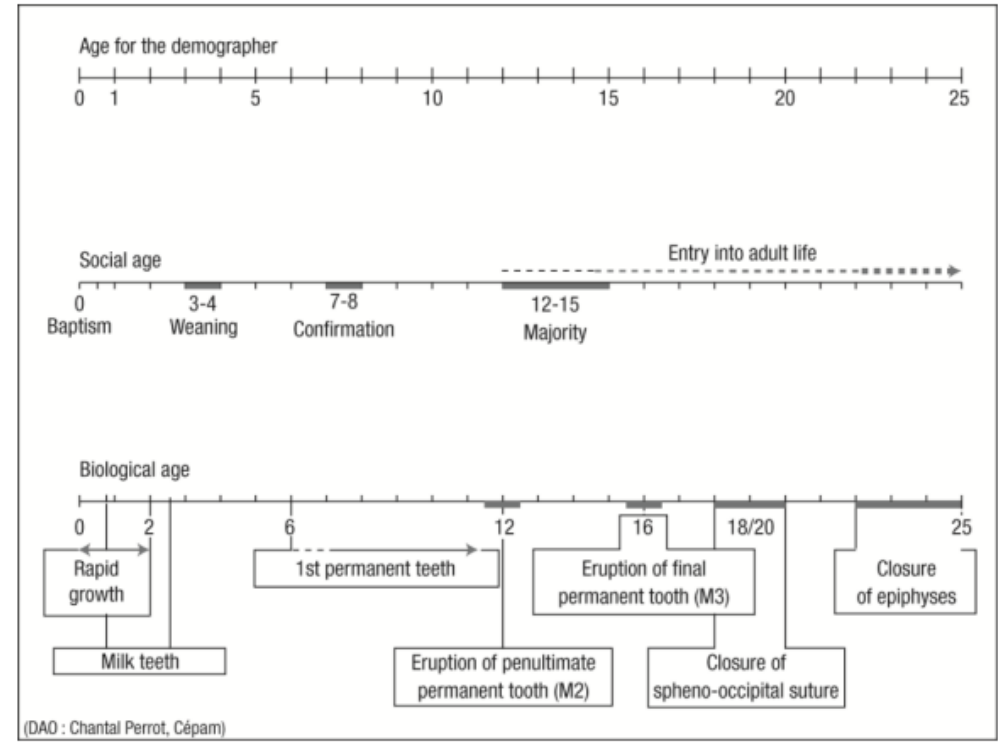 Age for the demographer
0 1 5 10 15 20 25
Social age
Entry into adult life
0 3-4 7-8 12-15
Baptism Weaning Confirmation Majority
Biological age
0 2 6 12 16 18/20 25
Rapid
growth
1st permanent teeth
Eruption of final
permanent tooth (M3)
Closure
of epiphyses
Milk teeth
Eruption of penultimate
permanent tooth (M2)
Closure of
spheno-occipital suture
(DAO : Chantal Perrot, Cépam)